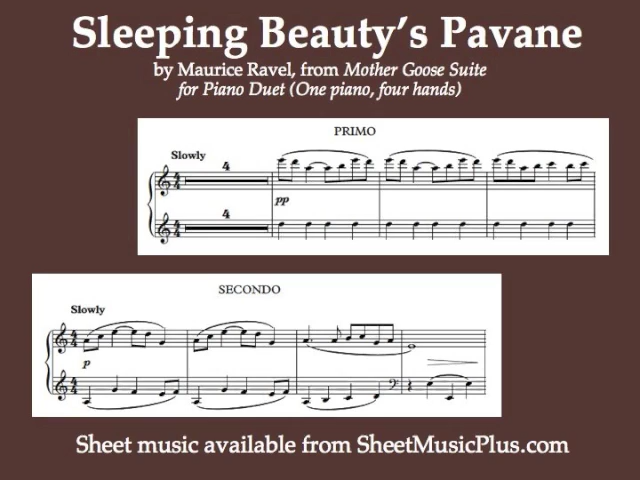 Sleeping Beauty’s Pavane
by Maurice Ravel, from Mother Goose Suite
for Piano Duet (One piano, four hands)
PRIMO
Slowly
4
pp
4
SECONDO
Slowly
p
Sheet music available from SheetMusicPlus.com